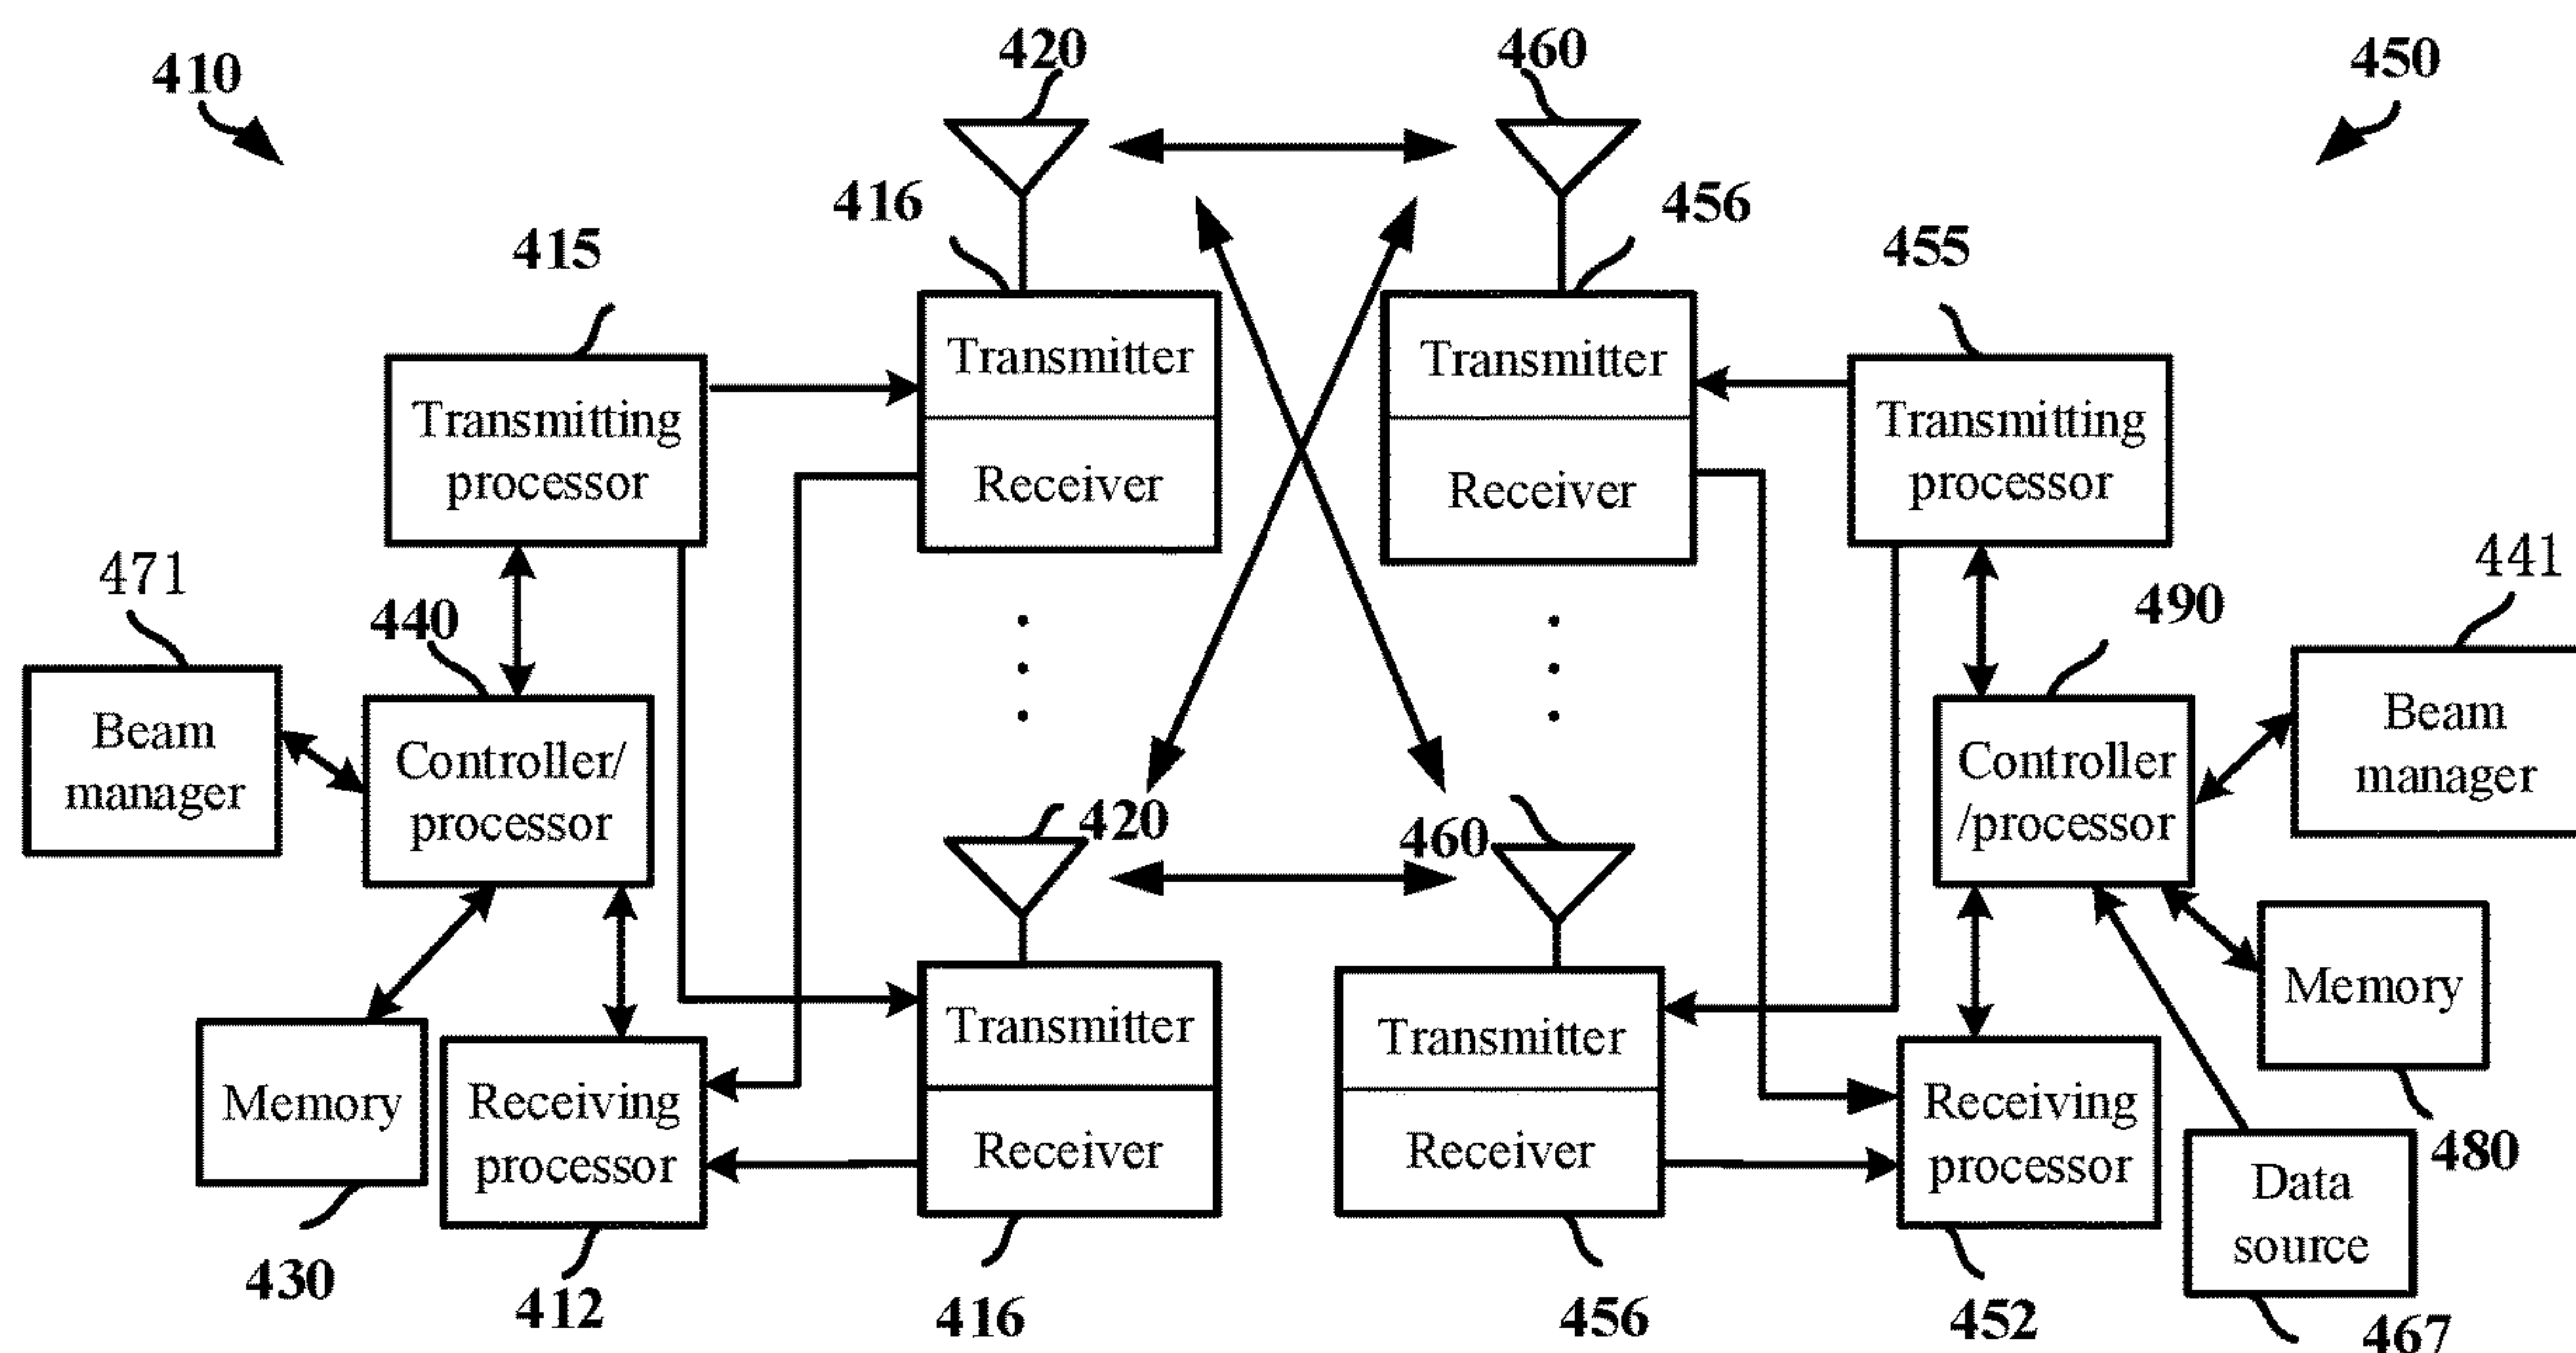 410
420
460
450
416
456
415
455
Transmitter
Receiver
Transmitter
Receiver
Transmitting
processor
Transmitting
processor
471
440
490
441
Beam
manager
Controller/
processor
Controller
/processor
Beam
manager
420
460
Memory
Receiving
processor
Transmitter
Receiver
Transmitter
Receiver
Receiving
processor
Memory
Data
source
480
430
412
416
456
452
467